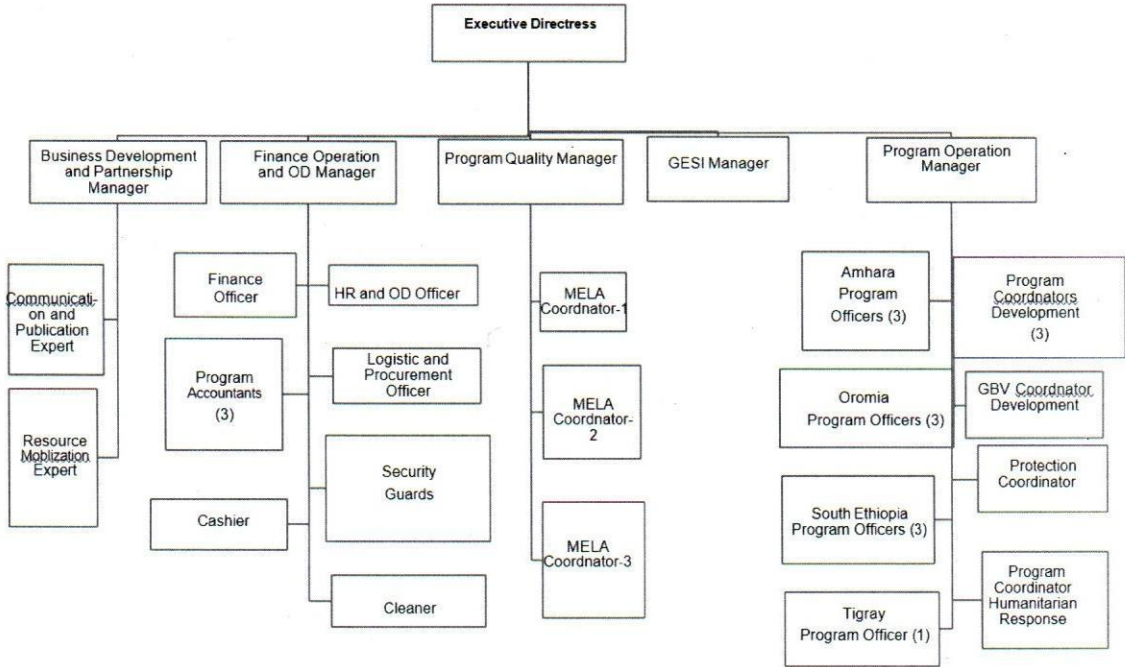 Executive Directress
Business Development
and Partnership
Manager
Finance Operation
and OD Manager
Program Quality Manager
GESI Manager
Program Operation
Manager
Communicati-
on and
Publication
Expert
Resource
Moblization
Expert
Finance
Officer
HR and OD Officer
Program
Accountants
(3)
Logistic and
Procurement
Officer
Security
Guards
Cashier
Cleaner
MELA
Coordnator-1
MELA
Coordnator-
2
MELA
Coordnator-3
Amhara
Program
Officers (3)
Program
Coordnators
Development
(3)
Oromia
Program Officers (3)
GBV Coordnator
Development
Protection
Coordinator
South Ethiopia
Program Officers (3)
Program
Coordinator
Humanitarian
Response
Tigray
Program Officer (1)